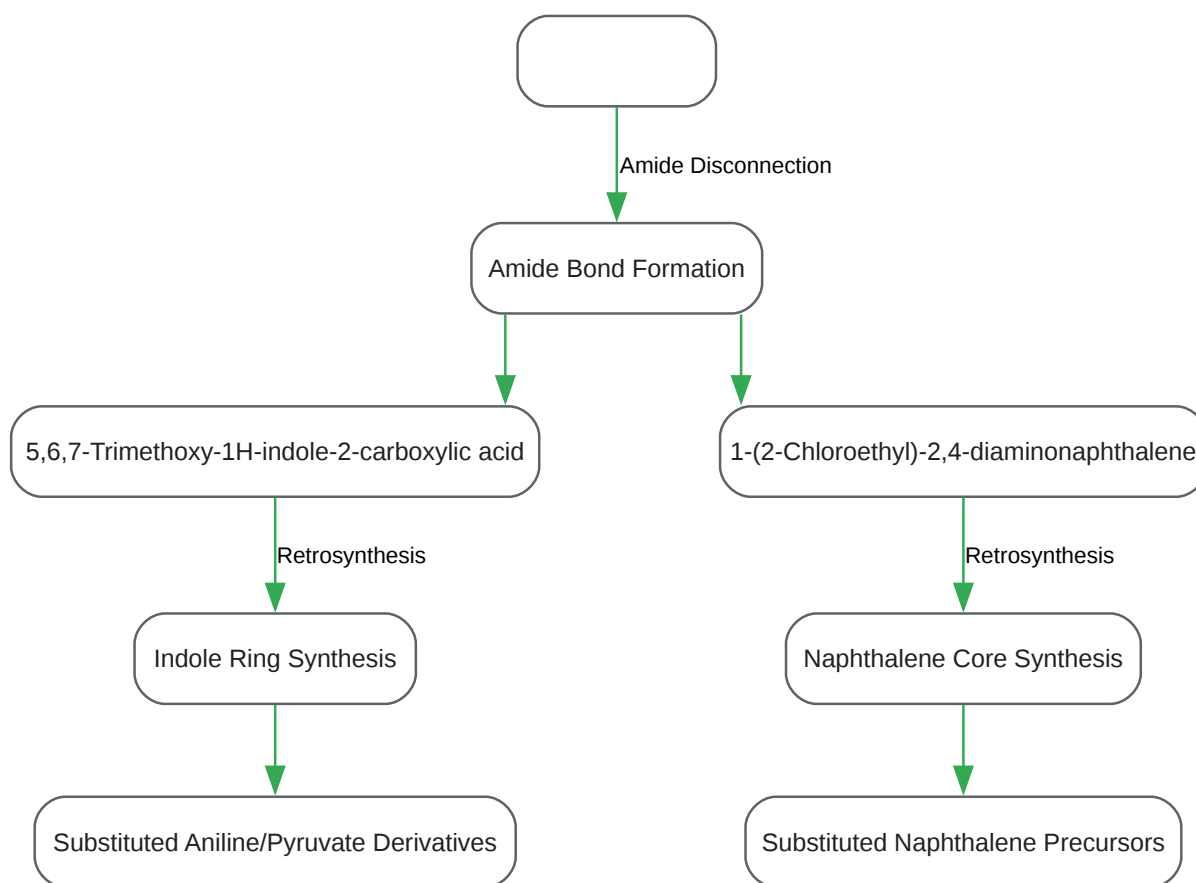 Amide Disconnection
Amide Bond Formation
5,6,7-Trimethoxy-1H-indole-2-carboxylic acid
1-(2-Chloroethyl)-2,4-diaminonaphthalene
Retrosynthesis
Retrosynthesis
Indole Ring Synthesis
Naphthalene Core Synthesis
Substituted Aniline/Pyruvate Derivatives
Substituted Naphthalene Precursors